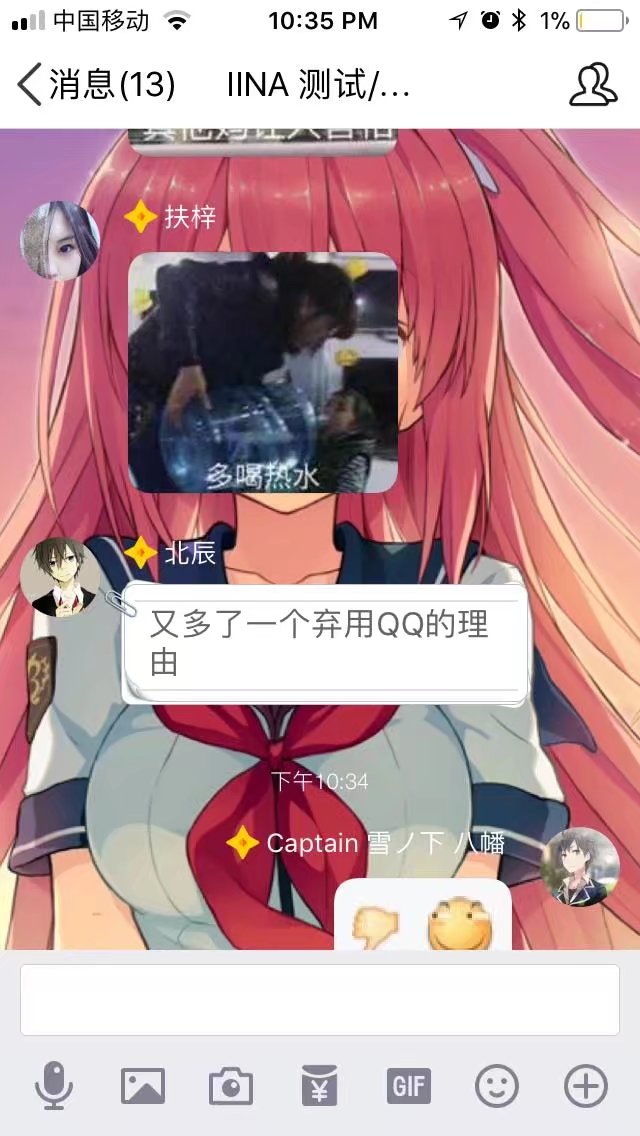 中国移动 10:35 PM 1%
消息(13) IINA 测试/...
扶梓
多喝热水
北辰
又多了一个弃用QQ的理
由
下午10:34
Captain 雪ノ下 八幡
¥ GIF